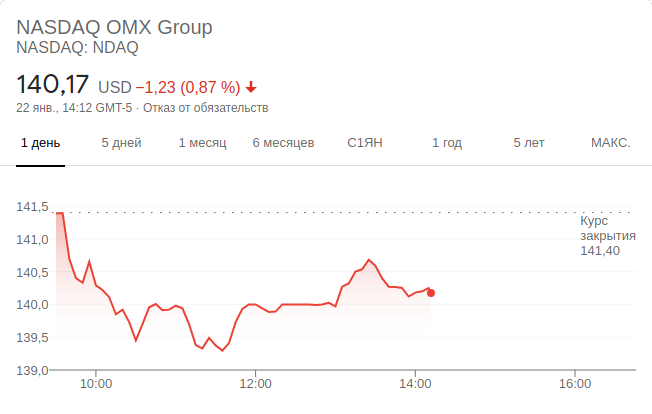 NASDAQ OMX Group
NASDAQ: NDAQ
140,17 USD −1,23 (0,87 %)
22 янв., 14:12 GMT-5 · Отказ от обязательств
1 день 5 дней 1 месяц 6 месяцев С1ЯН 1 год 5 лет МАКС.
141,5
Курс
закрытия
141,40
141,0
140,5
140,0
139,5
139,0
10:00 12:00 14:00 16:00